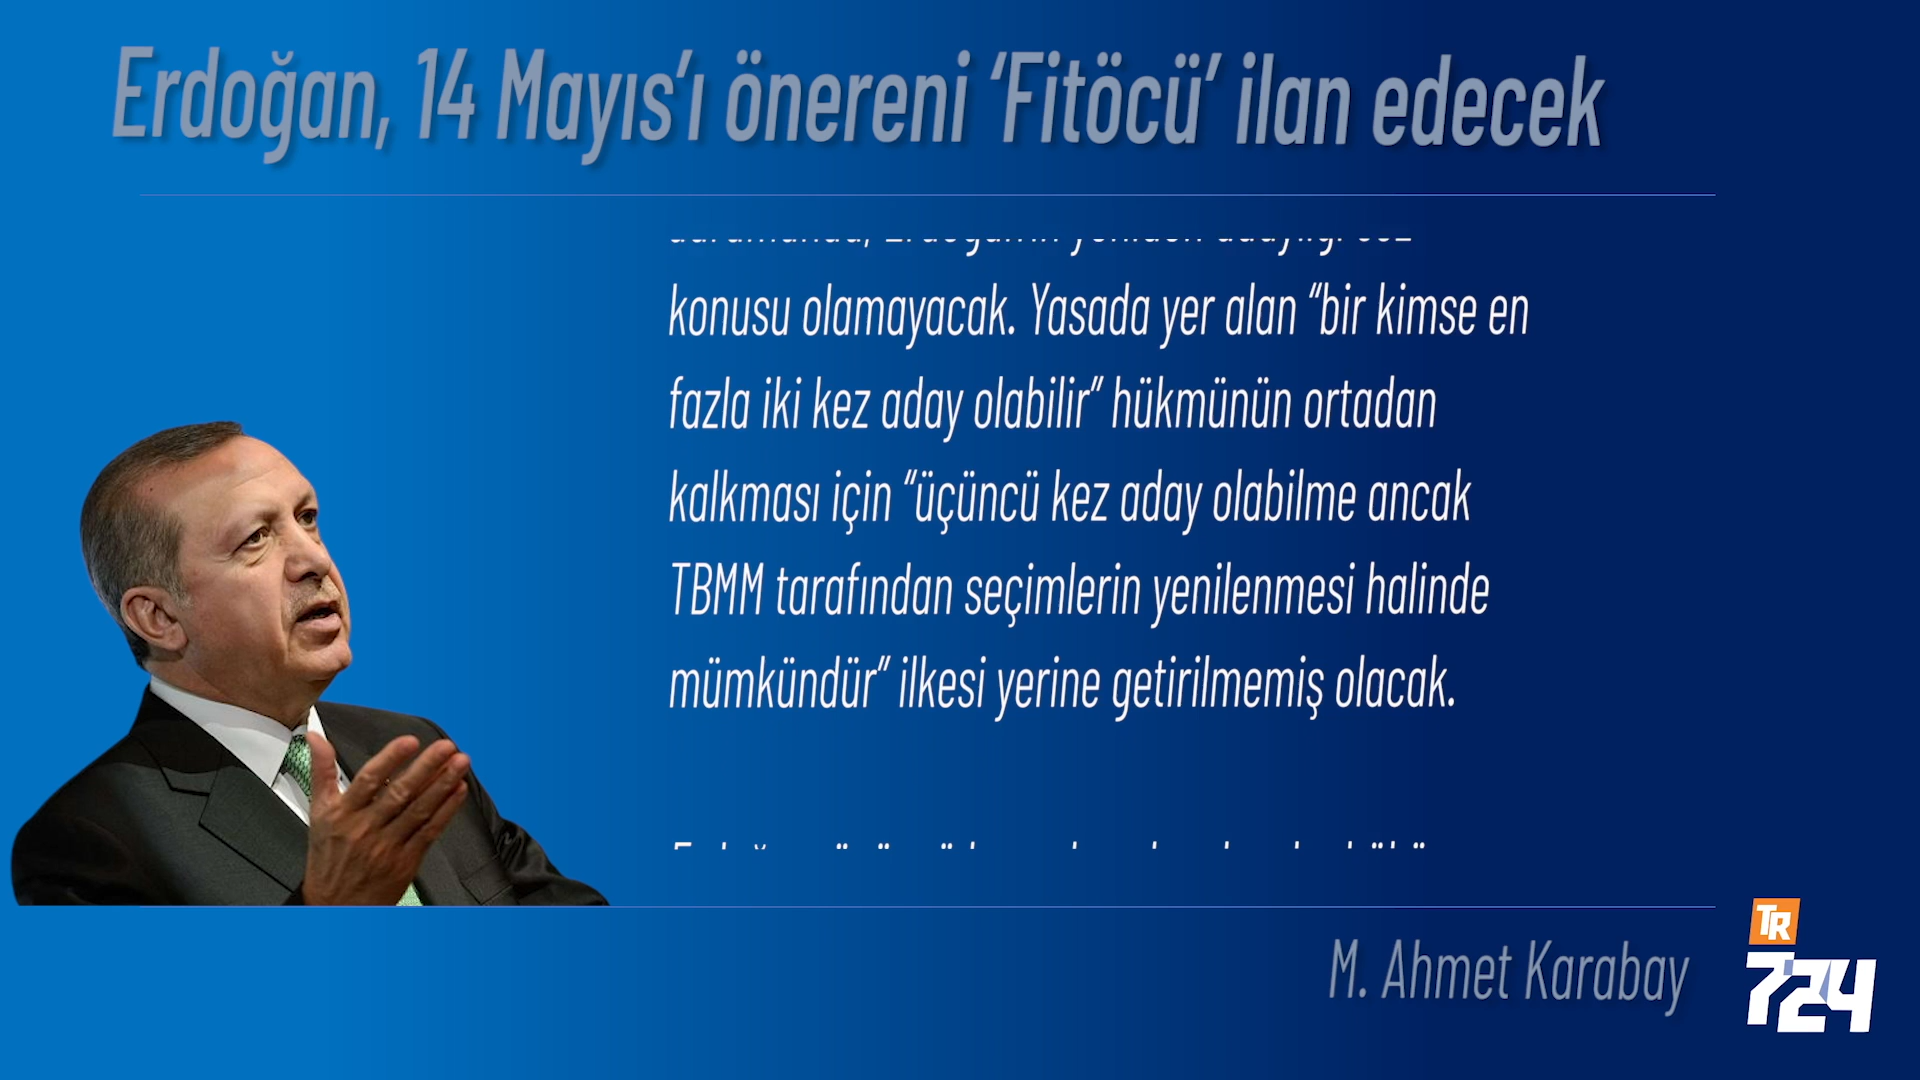 Erdoğan, 14 Mayıs’ı önereni ‘Fitöcü’ ilan edecek
konusu olamayacak. Yasada yer alan “bir kimse en
fazla iki kez aday olabilir” hükmünün ortadan
kalkması için “üçüncü kez aday olabilme ancak
TBMM tarafından seçimlerin yenilenmesi halinde
mümkündür” ilkesi yerine getirilmemiş olacak.
M. Ahmet Karabay
TR
724